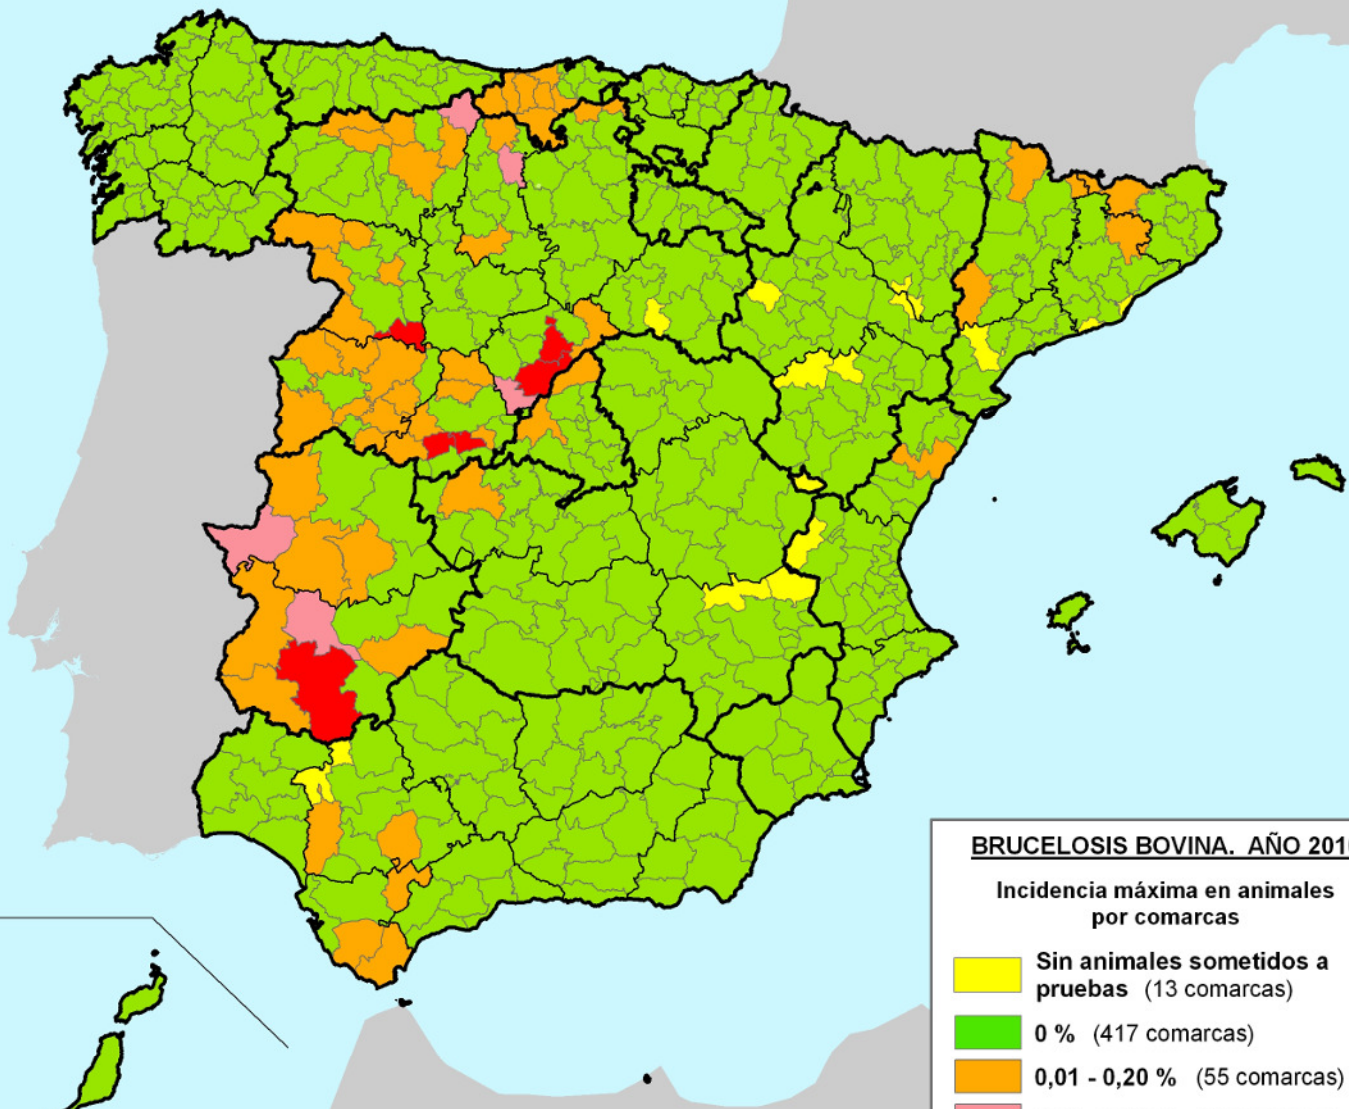 BRUCELOSIS BOVINA. AÑO 201
Incidencia máxima en animales
por comarcas
Sin animales sometidos a
pruebas (13 comarcas)
0 % (417 comarcas)
0,01 - 0,20 % (55 comarcas)